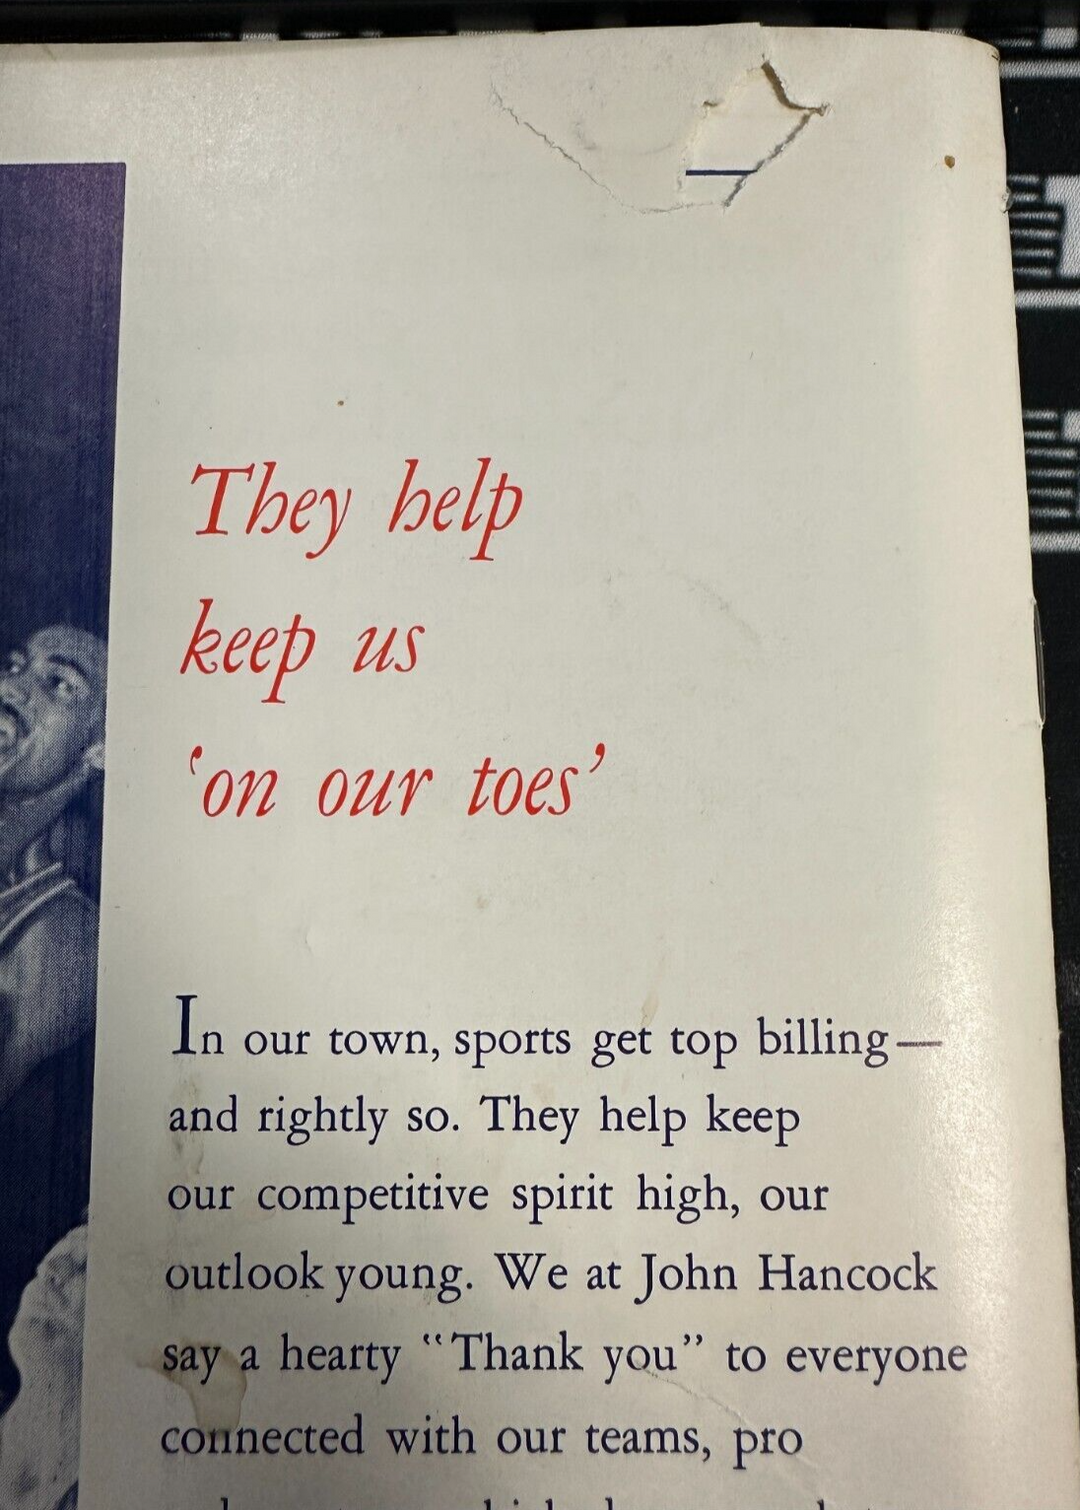 They help
keep us
‘on our toes’
In our town, sports get top billing—
and rightly so. They help keep
our competitive spirit high, our
outlook young. We at John Hancock
say a hearty “Thank you” to everyone
connected with our teams, pro